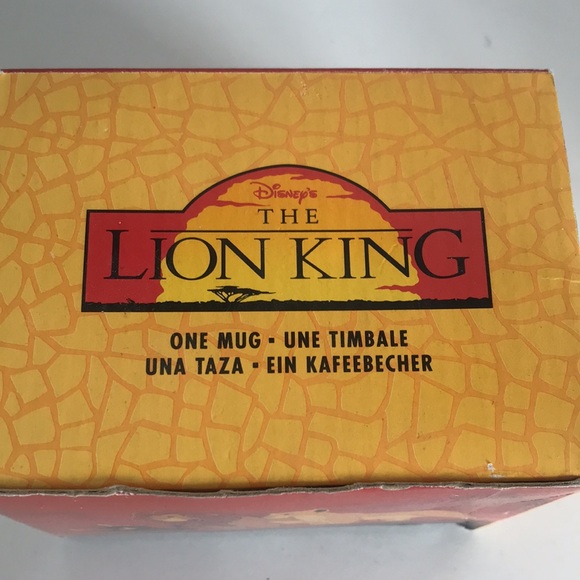 Disney's
THE
LION KING
ONE MUG ▪ UNE TIMBALE
UNA TAZA ▪ EIN KAFEEBECHER